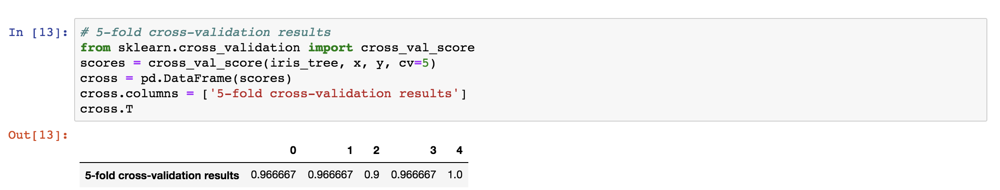 In [13]:
# 5-fold cross-validation results
from sklearn.cross_validation import cross_val_score
scores = cross_val_score(iris_tree, x, y, cv=5)
cross = pd.DataFrame(scores)
cross.columns = ['5-fold cross-validation results']
cross.T
Out[13]:
0 1 2 3 4
5-fold cross-validation results 0.966667 0.966667 0.9 0.966667 1.0